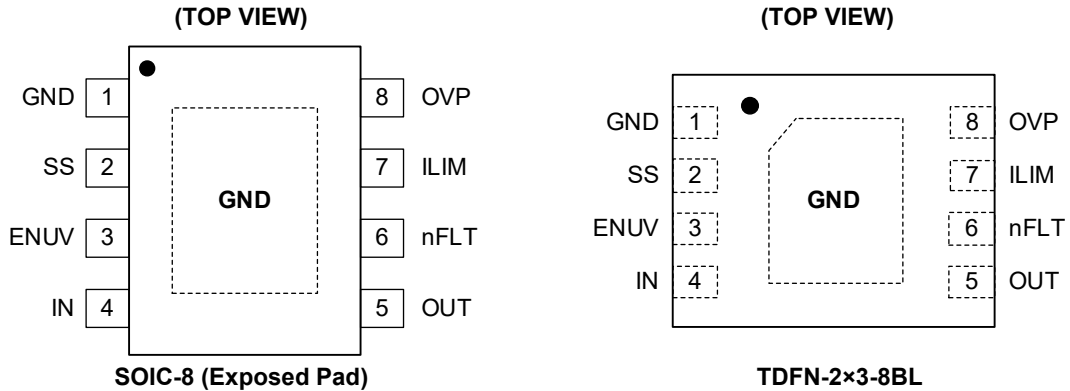 (TOP VIEW)
GND 1
8 OVP
SS 2
7 ILIM
GND
ENUV 3
6 nFLT
IN 4
5 OUT
SOIC-8 (Exposed Pad)
(TOP VIEW)
GND 1
8 OVP
SS 2
7 ILIM
GND
ENUV 3
6 nFLT
IN 4
5 OUT
TDFN-2×3-8BL